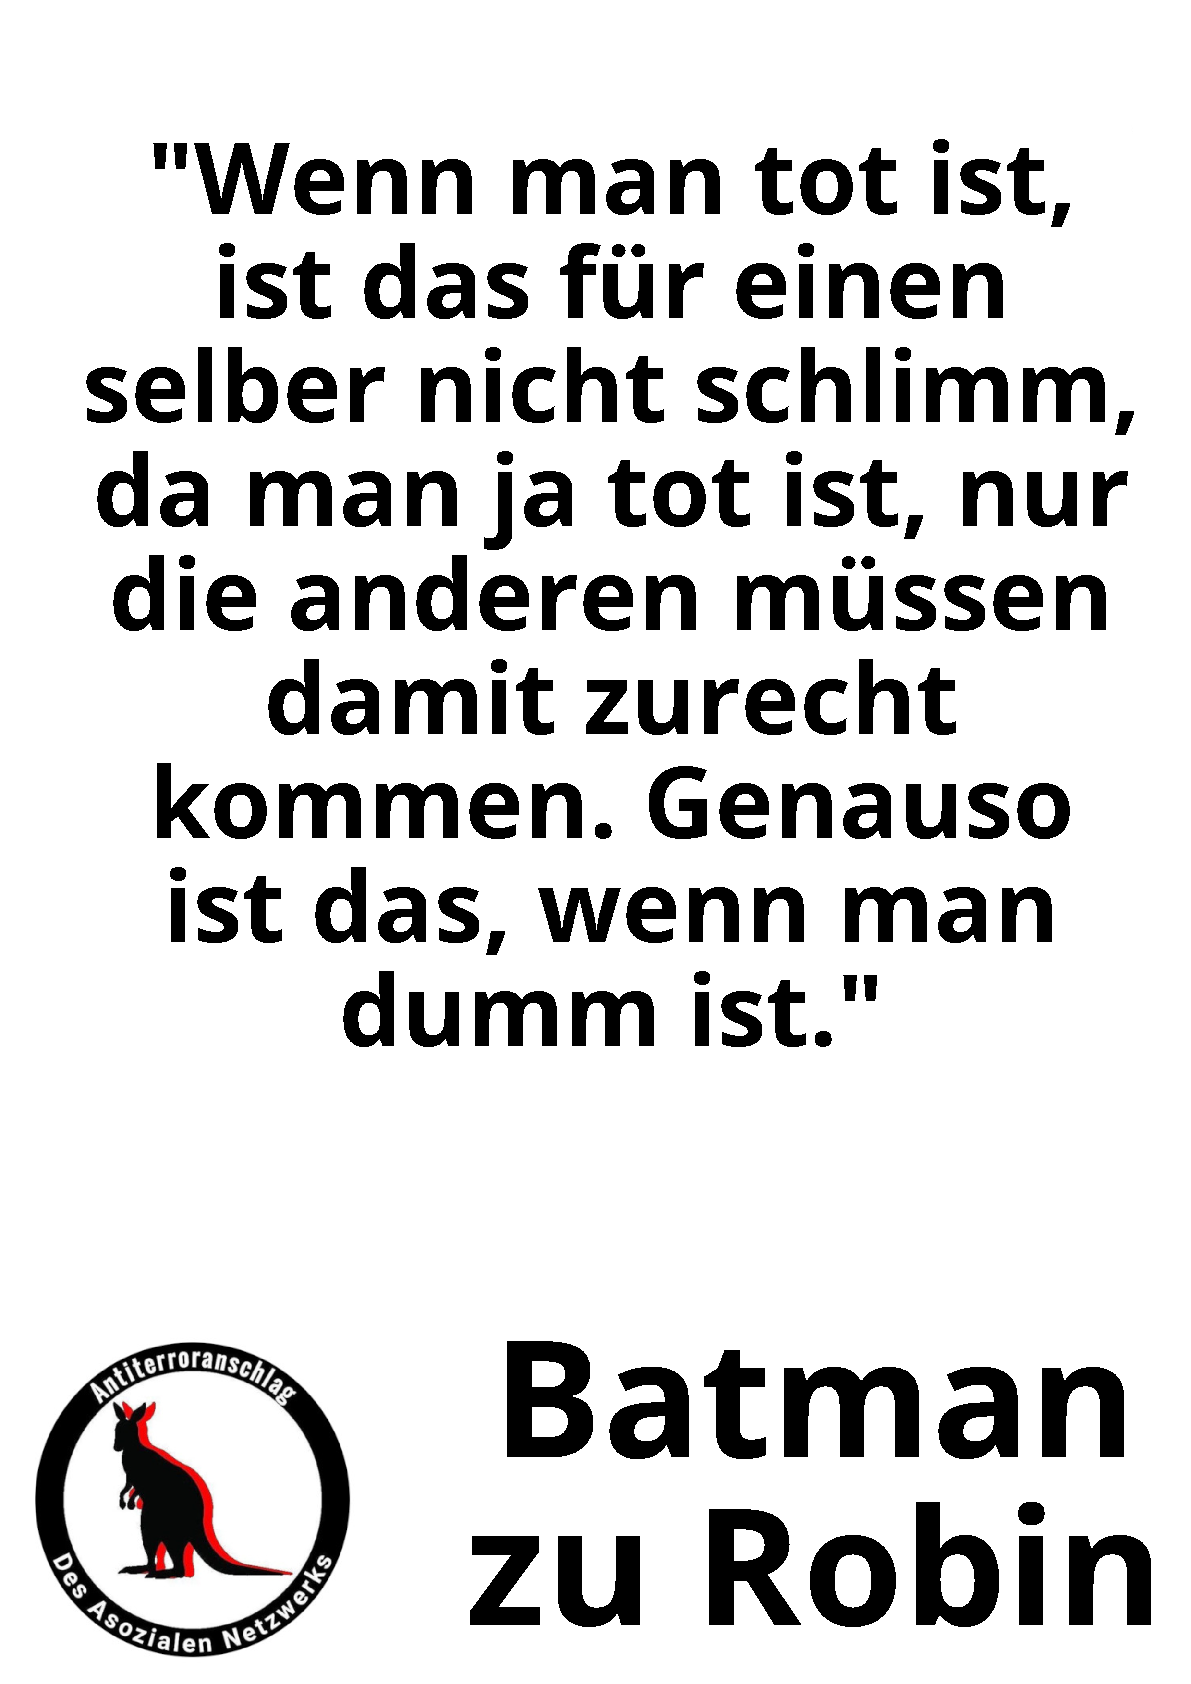 "Wenn man tot ist,
ist das für einen
selber nicht schlimm,
da man ja tot ist, nur
die anderen müssen
damit zurecht
kommen. Genauso
ist das, wenn man
dumm ist."
Batman
zu Robin
Antiterroranschlag
Des Asozialen Netzwerks